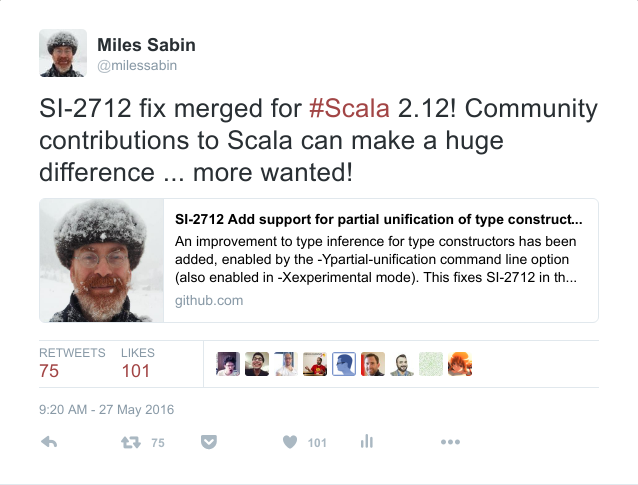 Miles Sabin
@milessabin
SI-2712 fix merged for #Scala 2.12! Community
contributions to Scala can make a huge
difference ... more wanted!
SI-2712 Add support for partial unification of type construct...
An improvement to type inference for type constructors has been
added, enabled by the -Ypartial-unification command line option
(also enabled in -Xexperimental mode). This fixes SI-2712 in th...
github.com
RETWEETS LIKES
75 101
9:20 AM - 27 May 2016
75 101